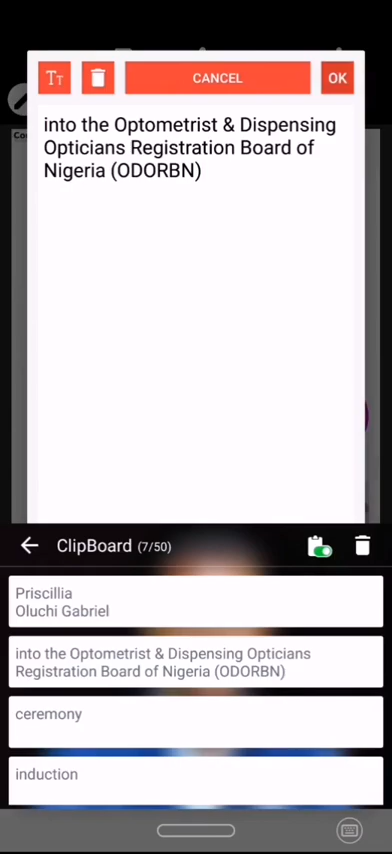 TT
CANCEL
OK
into the Optometrist & Dispensing
Opticians Registration Board of
Nigeria (ODORBN)
ClipBoard (7/50)
Priscillia
Oluchi Gabriel
into the Optometrist & Dispensing Opticians
Registration Board of Nigeria (ODORBN)
ceremony
induction